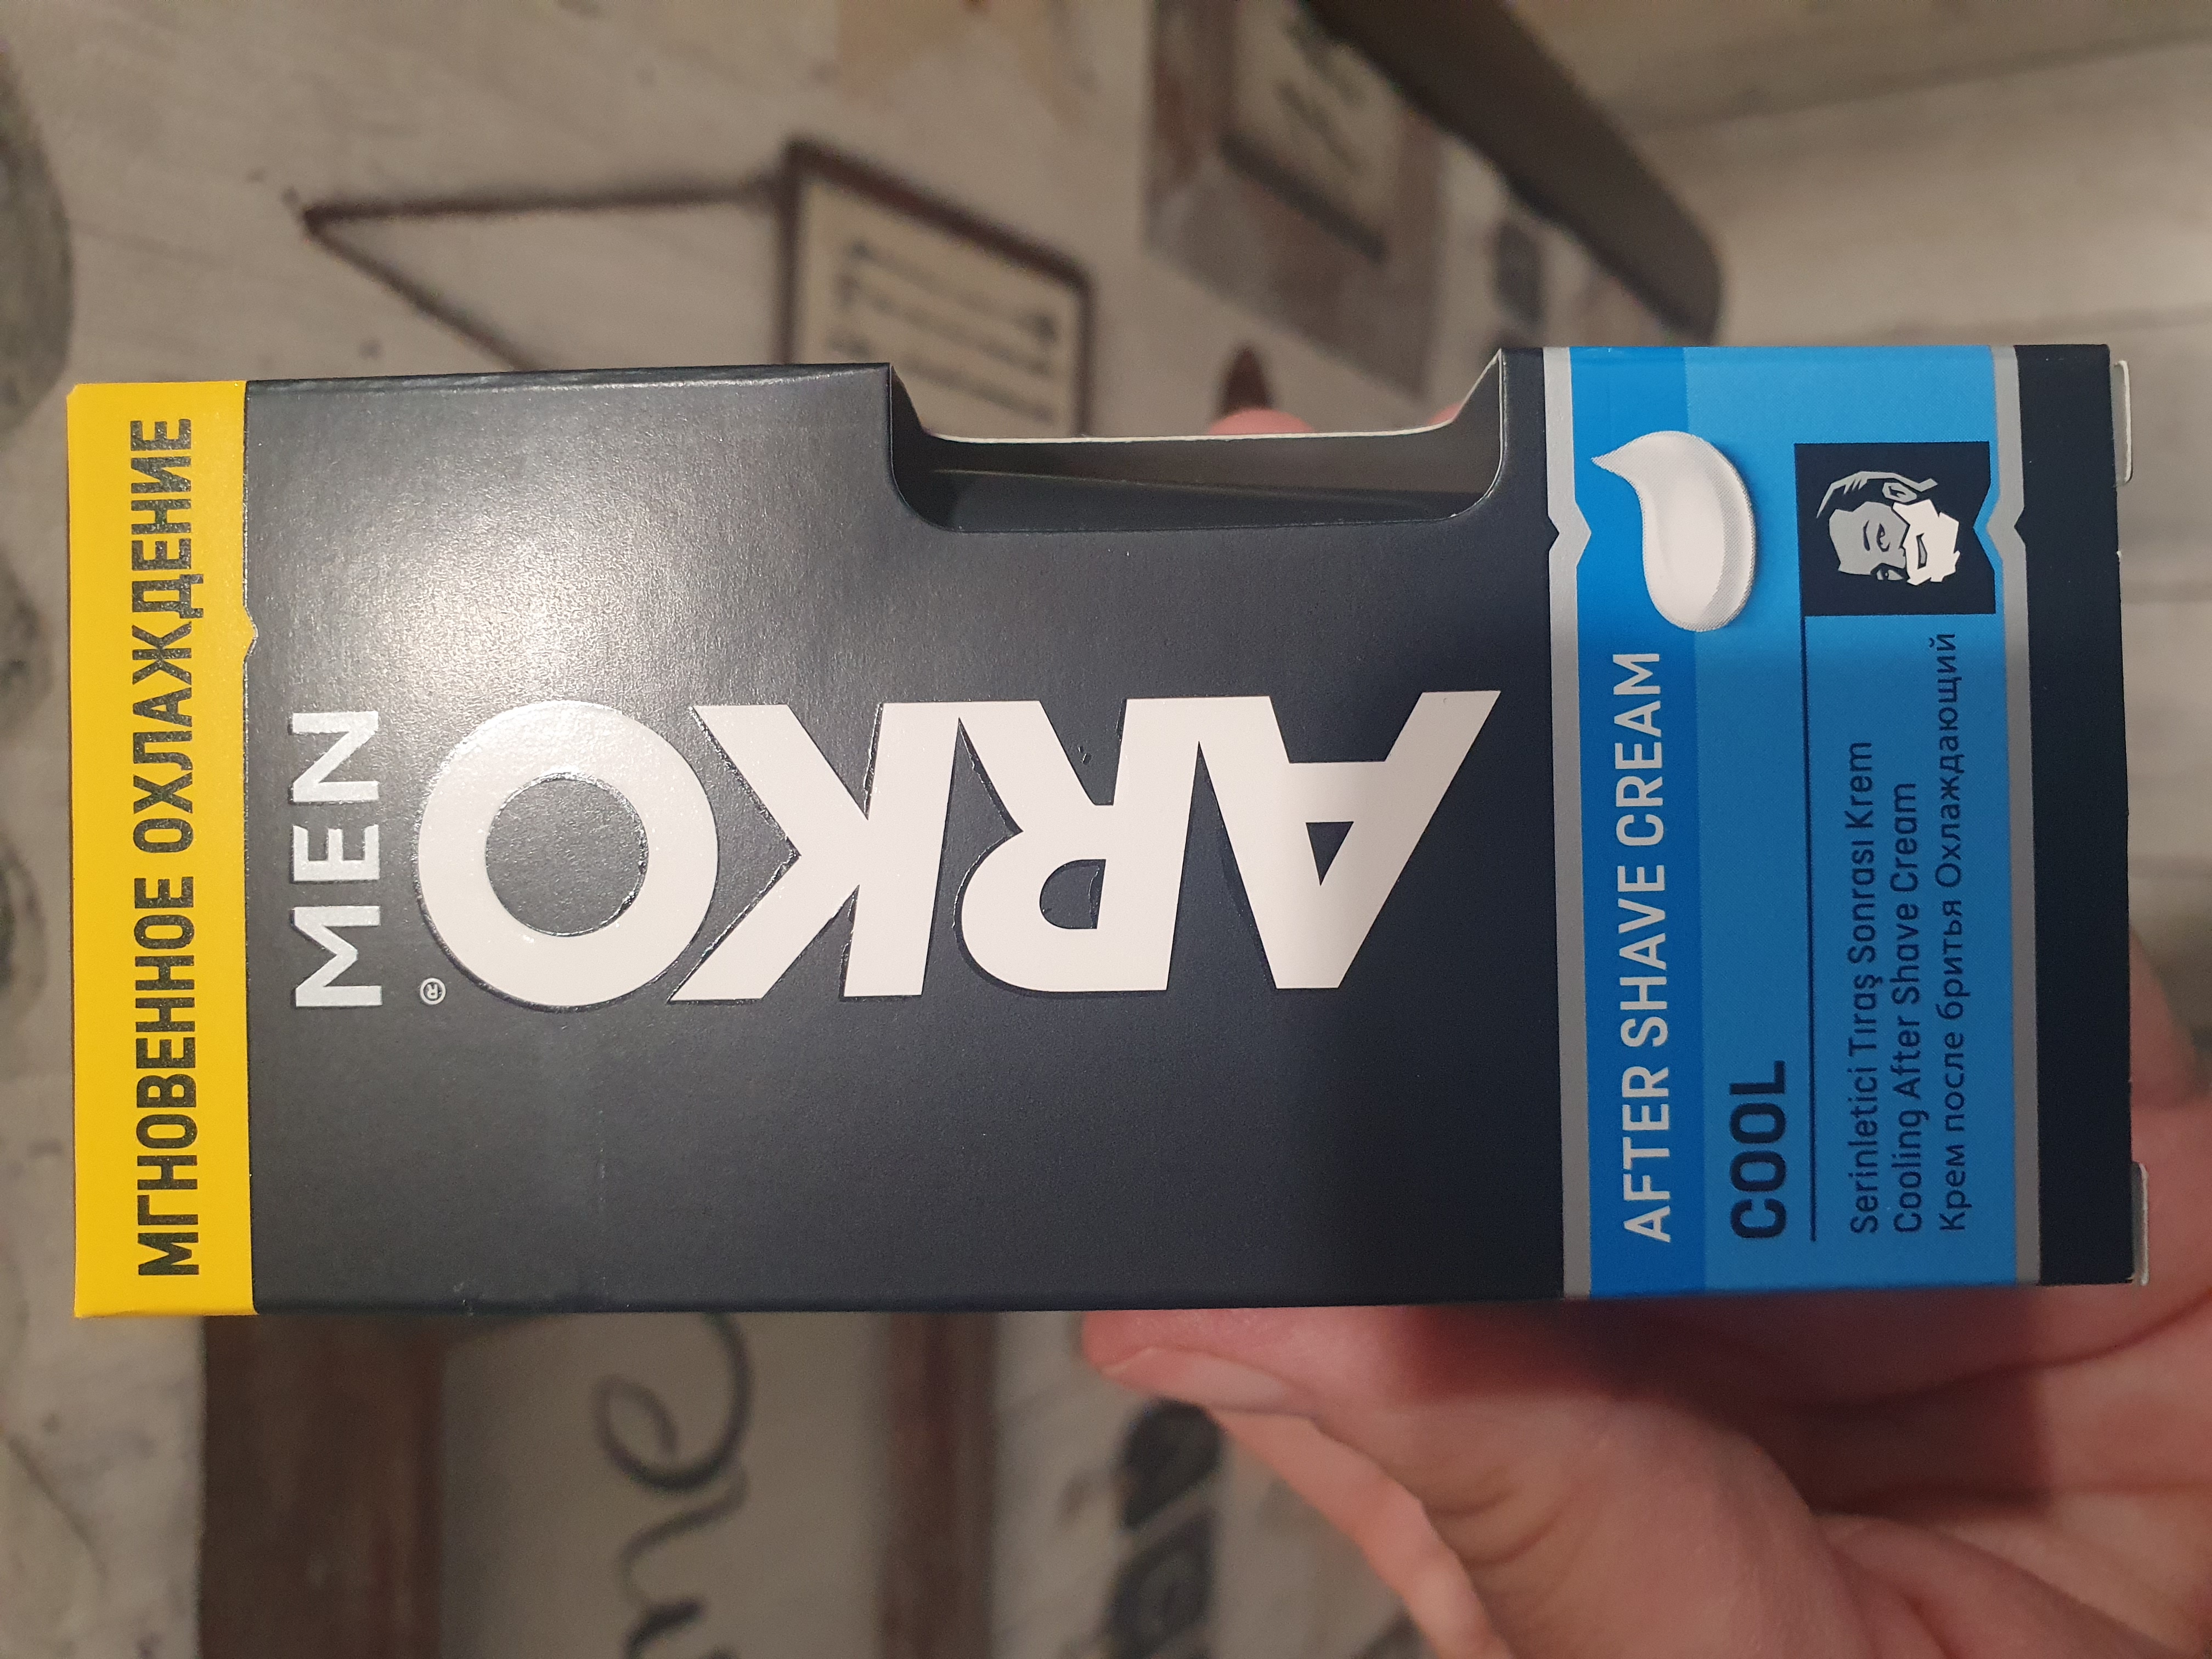 МГНОВЕННОЕ ОХЛАЖДЕНИЕ
MEN
®
ARKO
AFTER SHAVE CREAM
COOL
Serinletici Tıraş Sonrası Krem
Cooling After Shave Cream
Крем после бритья Охлаждающий